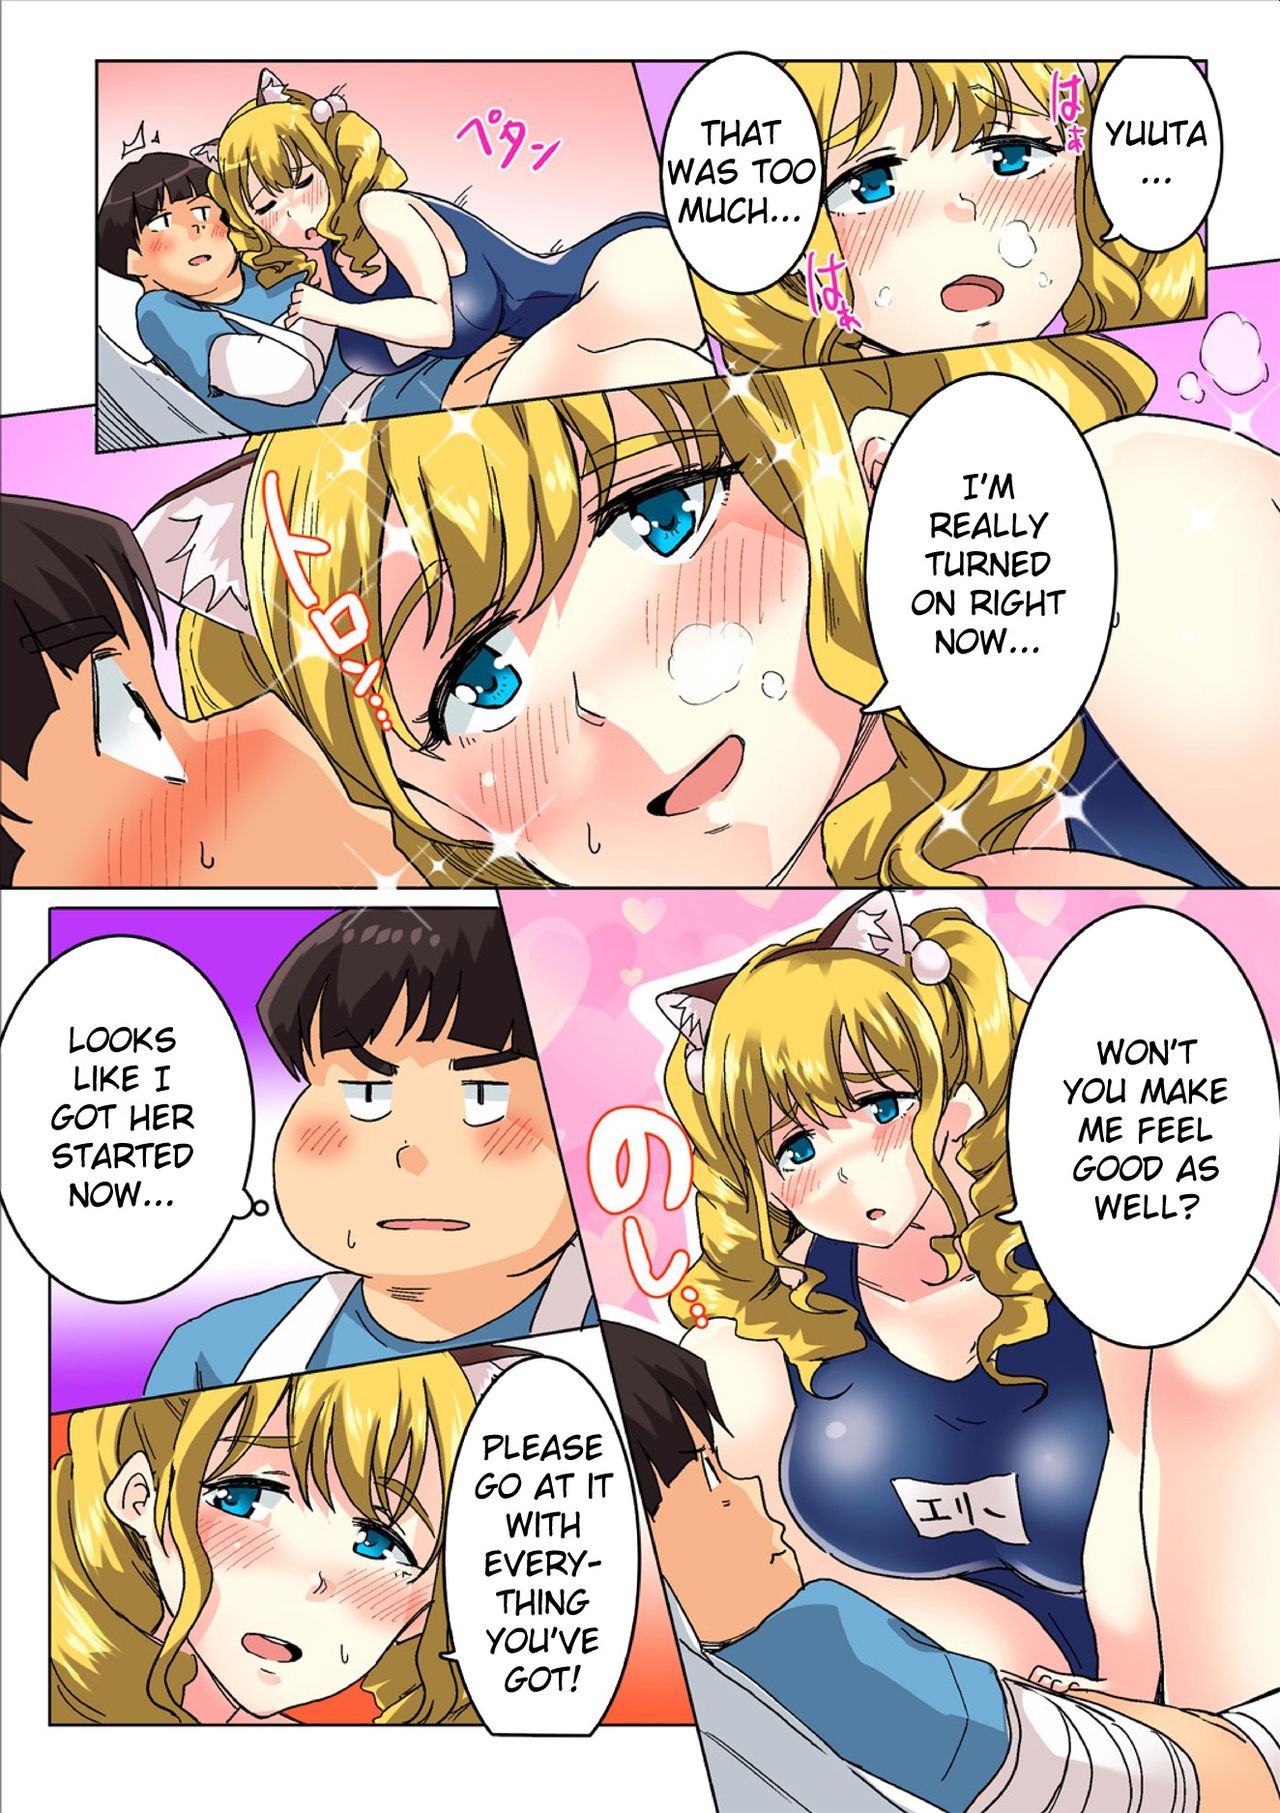 YUUTA
...
はぁ
THAT
WAS TOO
MUCH...
はぁ
ペタン
I'M
REALLY
TURNED
ON RIGHT
NOW...
トロン...
WON'T
YOU MAKE
ME FEEL
GOOD AS
WELL?
のし...
エリー
LOOKS
LIKE I
GOT HER
STARTED
NOW...
PLEASE
GO AT IT
WITH
EVERY-
THING
YOU'VE
GOT!